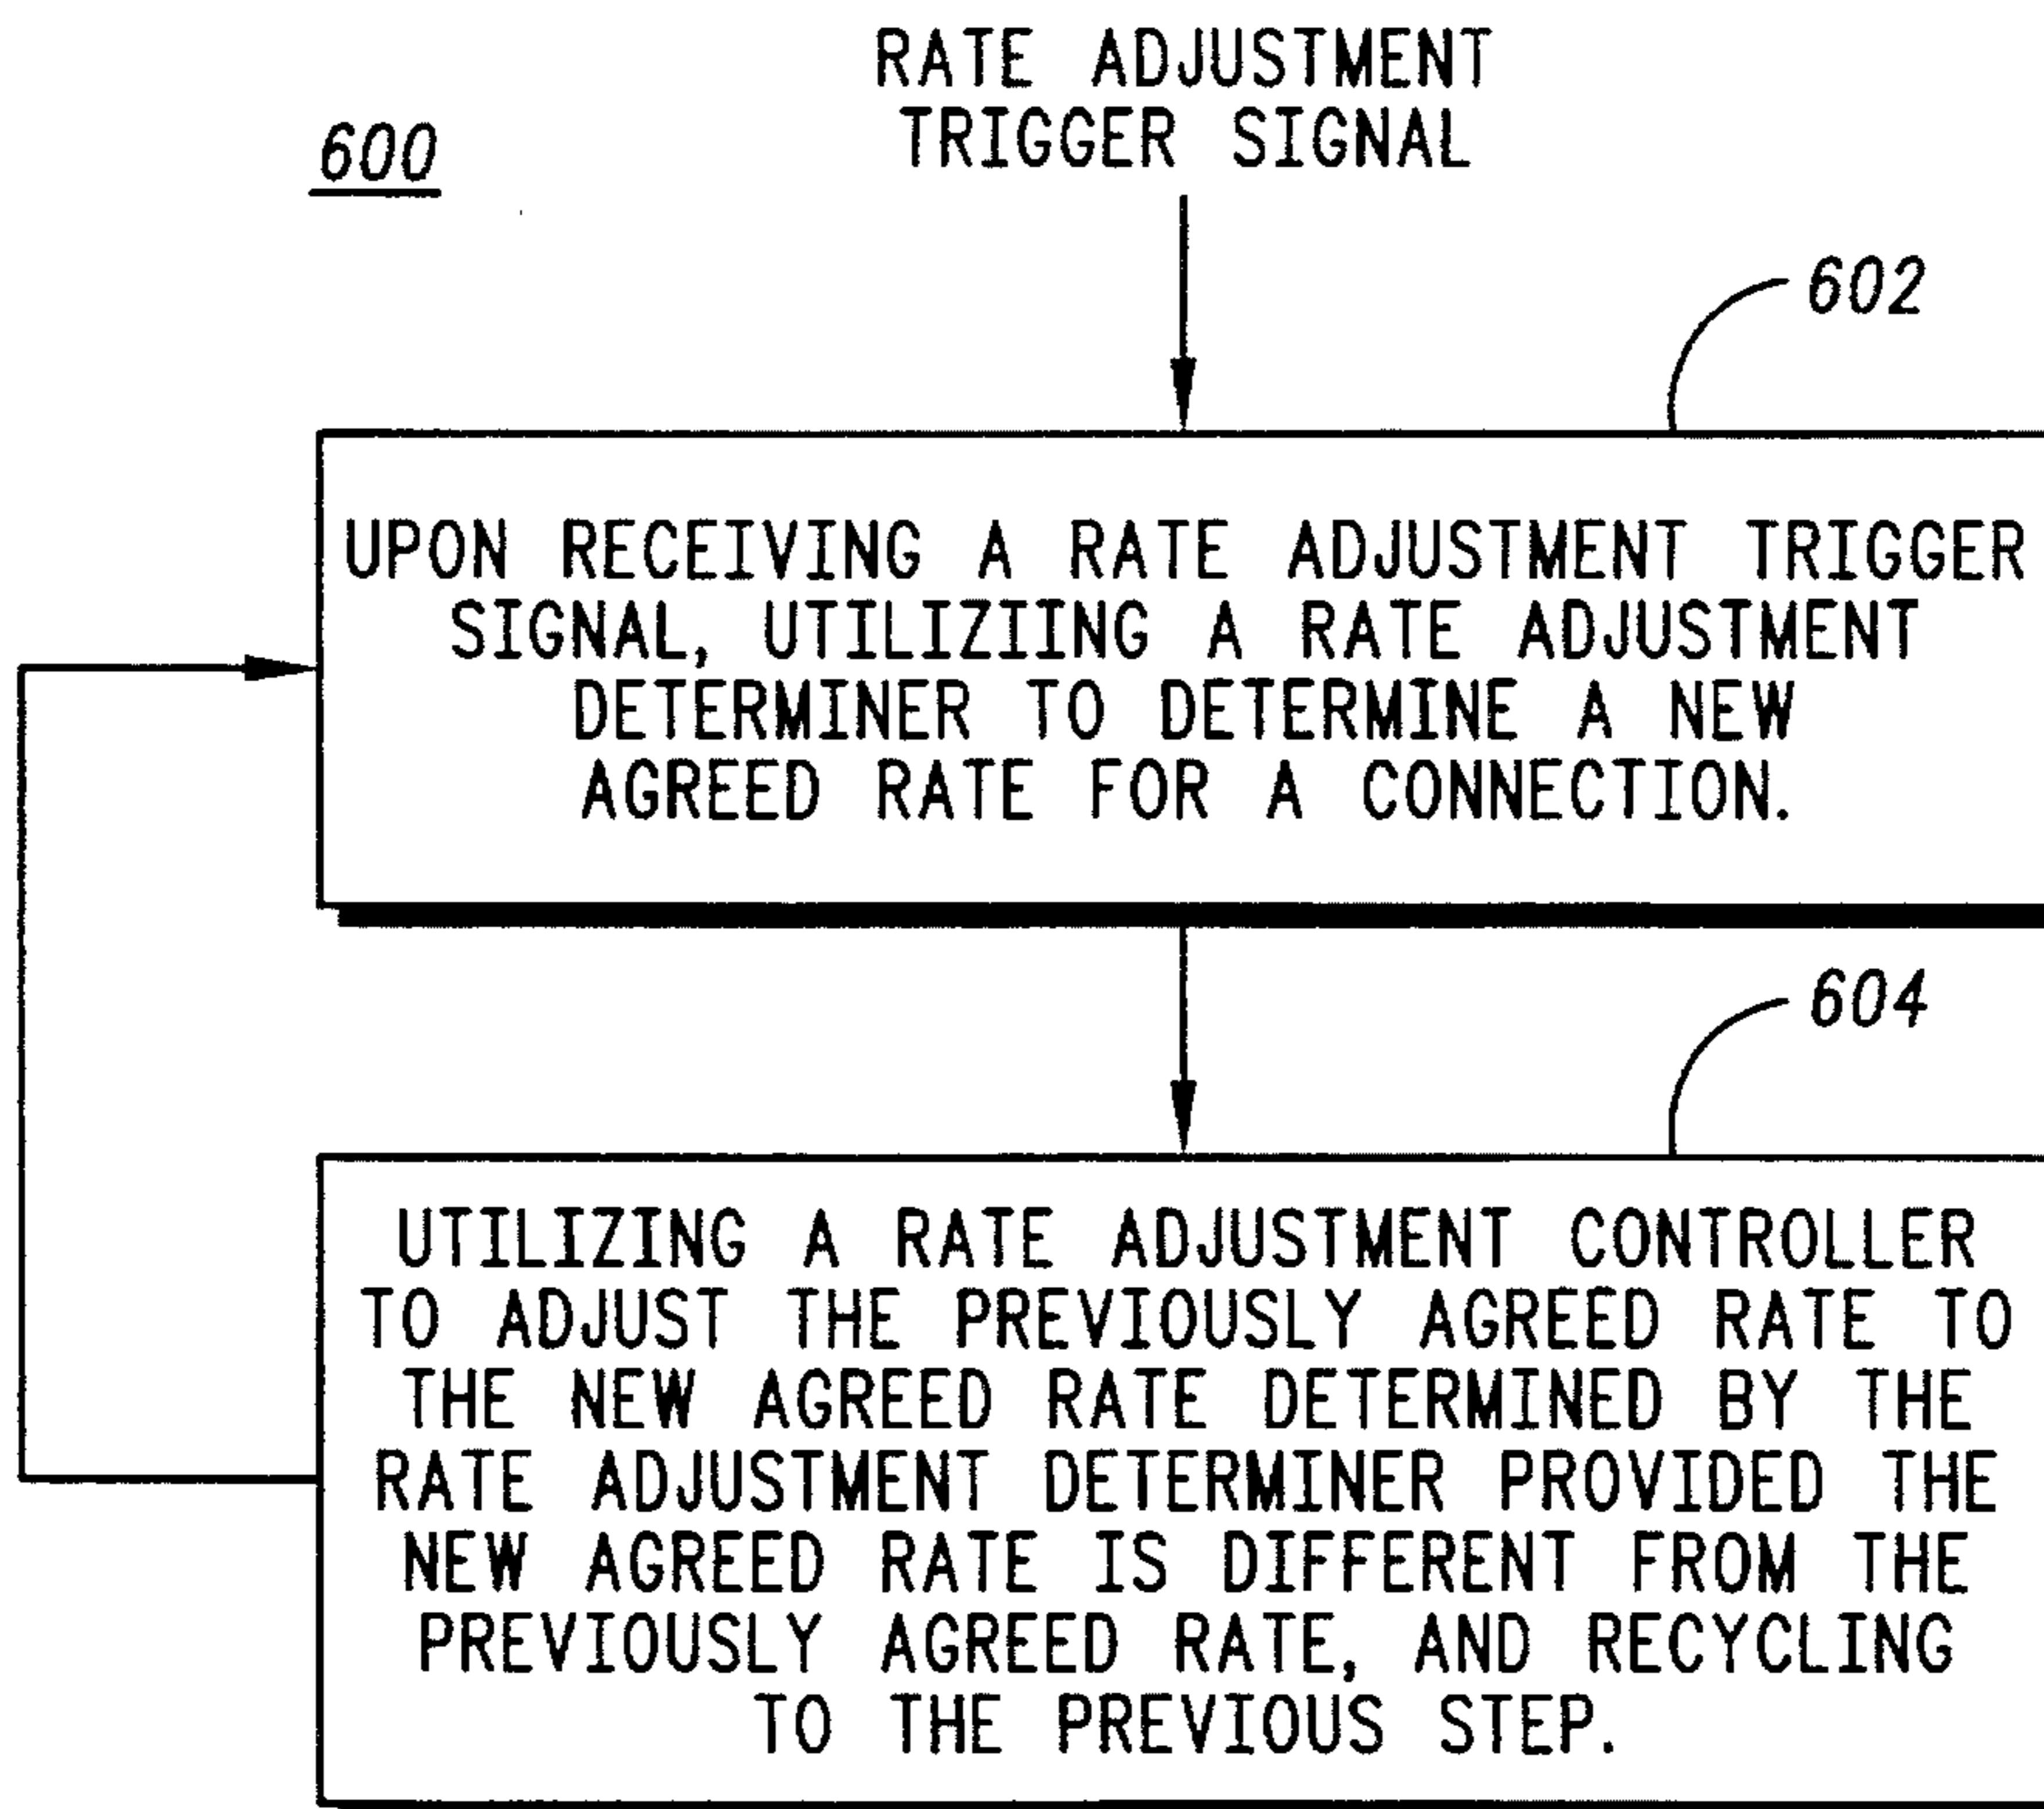 RATE ADJUSTMENT
TRIGGER SIGNAL
600
602
UPON RECEIVING A RATE ADJUSTMENT TRIGGER
SIGNAL, UTILIZIING A RATE ADJUSTMENT
DETERMINER TO DETERMINE A NEW
AGREED RATE FOR A CONNECTION.
604
UTILIZING A RATE ADJUSTMENT CONTROLLER
TO ADJUST THE PREVIOUSLY AGREED RATE TO
THE NEW AGREED RATE DETERMINED BY THE
RATE ADJUSTMENT DETERMINER PROVIDED THE
NEW AGREED RATE IS DIFFERENT FROM THE
PREVIOUSLY AGREED RATE, AND RECYCLING
TO THE PREVIOUS STEP.